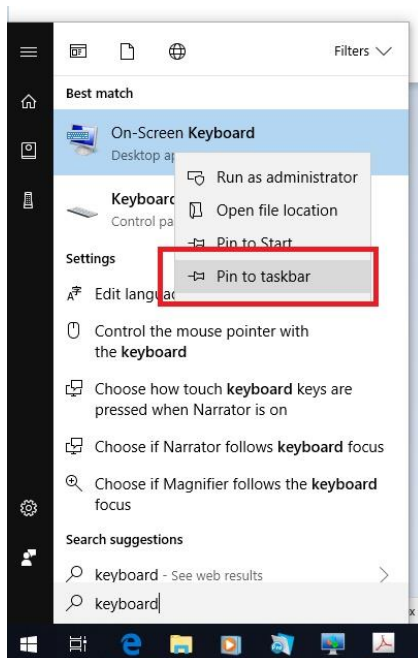 Filters
Best match
On-Screen Keyboard
Desktop ap
Run as administrator
Keyboard
Open file location
Control pa
Pin to Start
Settings
Pin to taskbar
Edit langua
Control the mouse pointer with
the keyboard
Choose how touch keyboard keys are
pressed when Narrator is on
Choose if Narrator follows keyboard focus
Choose if Magnifier follows the keyboard
focus
Search suggestions
keyboard - See web results
keyboard